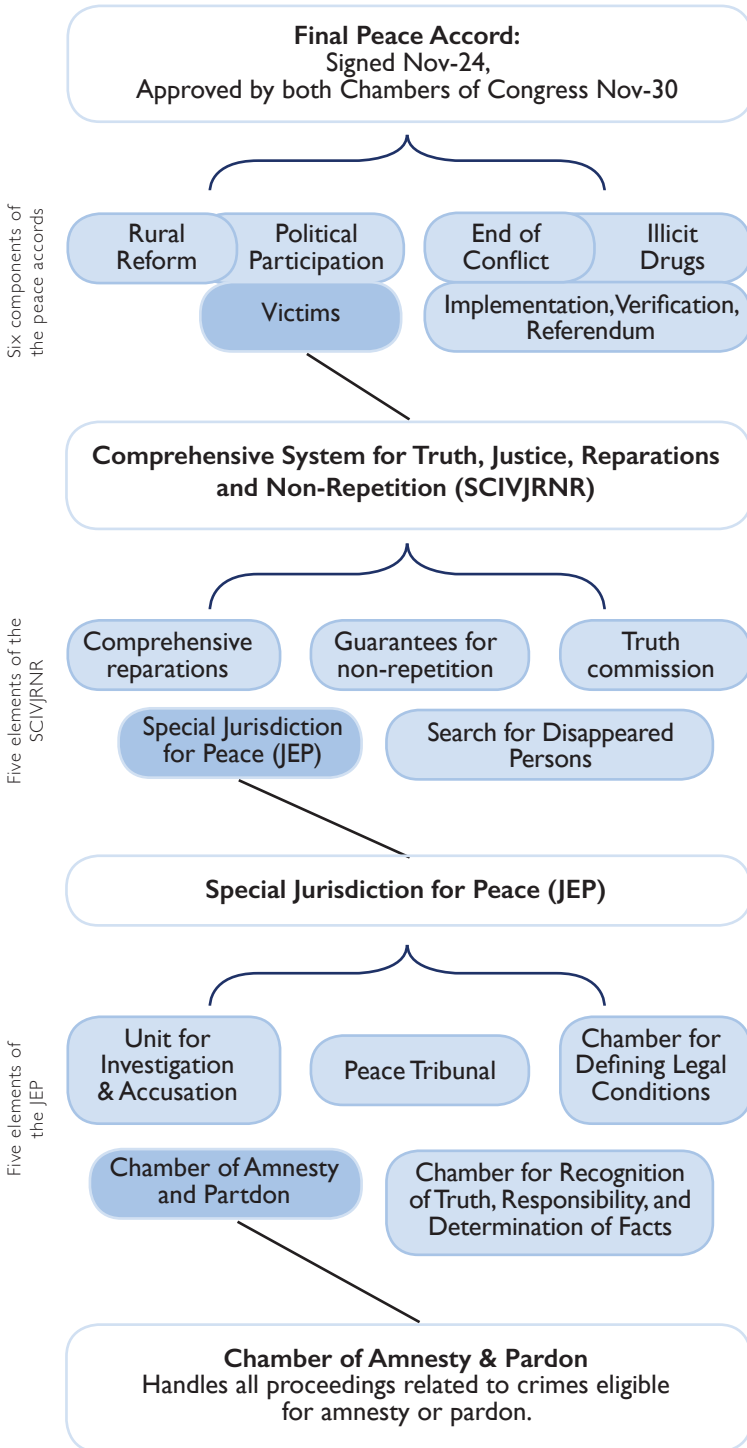 Final Peace Accord:
Signed Nov-24,
Approved by both Chambers of Congress Nov-30
Six components of
the peace accords
Rural
Reform
Political
Participation
End of
Conflict
Illicit
Drugs
Victims
Implementation, Verification,
Referendum
Comprehensive System for Truth, Justice, Reparations
and Non-Repetition (SCIVJRNR)
Five elements of the
SCIVJRNR
Comprehensive
reparations
Guarantees for
non-repetition
Truth
commission
Special Jurisdiction
for Peace (JEP)
Search for Disappeared
Persons
Special Jurisdiction for Peace (JEP)
Five elements of
the JEP
Unit for
Investigation
& Accusation
Peace Tribunal
Chamber for
Defining Legal
Conditions
Chamber of Amnesty
and Partdon
Chamber for Recognition
of Truth, Responsibility, and
Determination of Facts
Chamber of Amnesty & Pardon
Handles all proceedings related to crimes eligible
for amnesty or pardon.